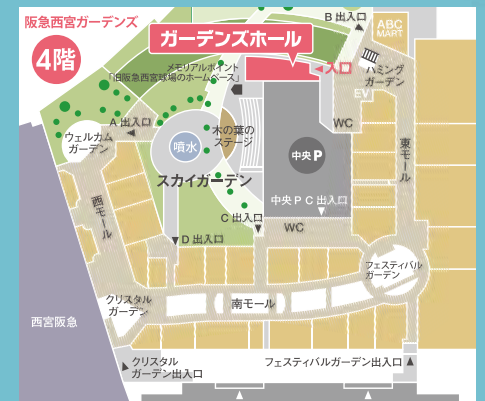 阪急西宮ガーデンズ
4階
ガーデンズホール
B 出入口
ABC
MART
メモリアルポイント
「旧阪急西宮球場のホームベース」
入口
ハミング
ガーデン
EV
A 出入口
ウェルカム
ガーデン
噴水
木の葉の
ステージ
WC
中央P
東モール
スカイガーデン
西モール
中央 P C 出入口
C 出入口
WC
D 出入口
フェスティバル
ガーデン
クリスタル
ガーデン
南モール
西宮阪急
クリスタル
ガーデン出入口
フェスティバルガーデン出入口